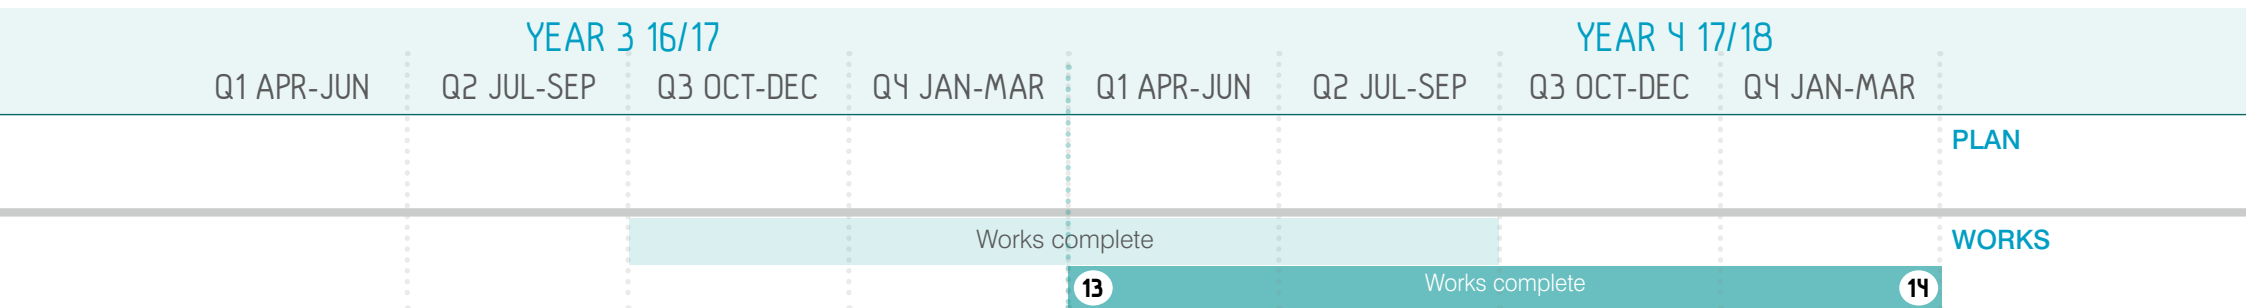 YEAR 3 16/17 YEAR 4 17/18
Q1 APR-JUN Q2 JUL-SEP Q3 OCT-DEC Q4 JAN-MAR Q1 APR-JUN Q2 JUL-SEP Q3 OCT-DEC Q4 JAN-MAR
PLAN
Works complete WORKS
13 Works complete 14